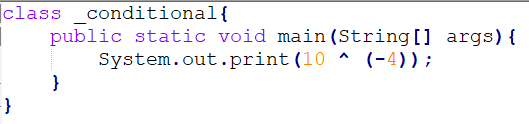 class _conditional{
    public static void main(String[] args){
        System.out.print(10 ^ (-4));
    }
}